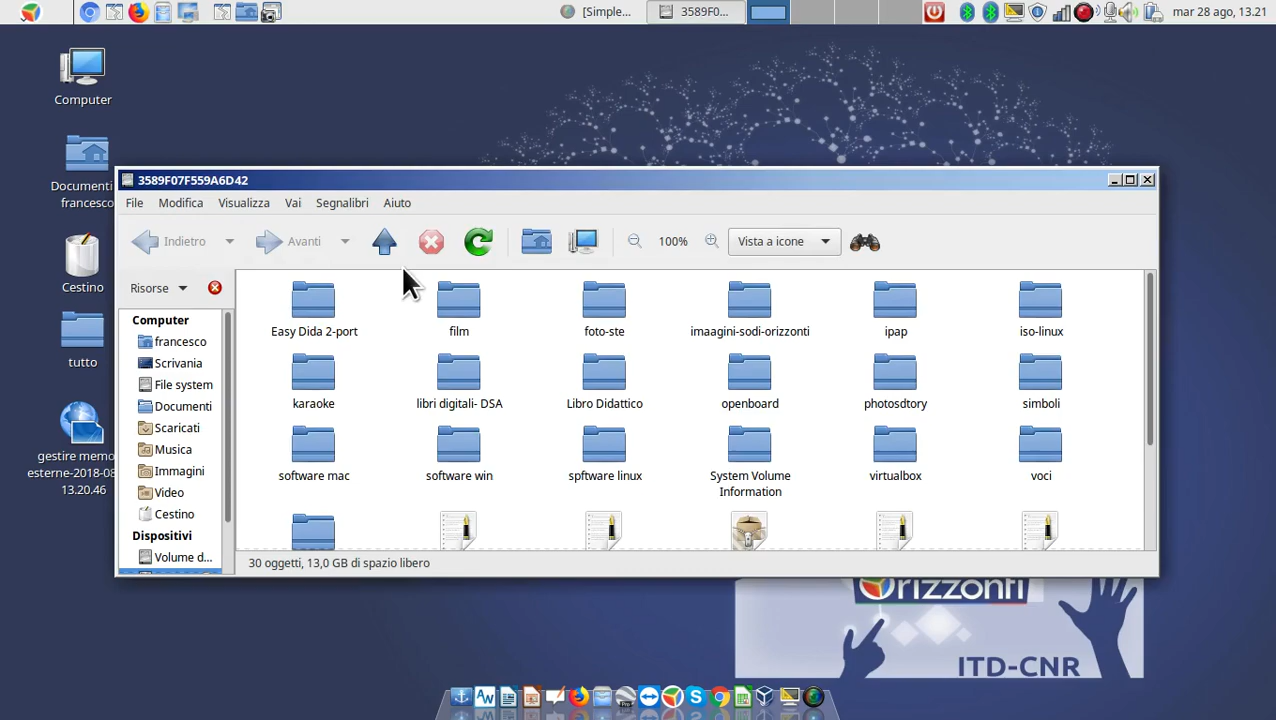 [Simple...
3589F0...
mar 28 ago, 13.21
Computer
Documenti
francesco
Cestino
tutto
gestire memo
esterne-2018-08
13.20.46
3589F07F559A6D42
File Modifica Visualizza Vai Segnalibri Aiuto
Indietro Avanti 100% Vista a icone
Risorse
Computer
francesco
Scrivania
File system
Documenti
Scaricati
Musica
Immagini
Video
Cestino
Dispositivi
Volume d...
Easy Dida 2-port film foto-ste imaagini-sodi-orizzonti ipap iso-linux
karaoke libri digitali- DSA Libro Didattico openboard photosdtory simboli
software mac software win spftware linux System Volume Information virtualbox voci
30 oggetti, 13,0 GB di spazio libero
rizzonti
ITD-CNR